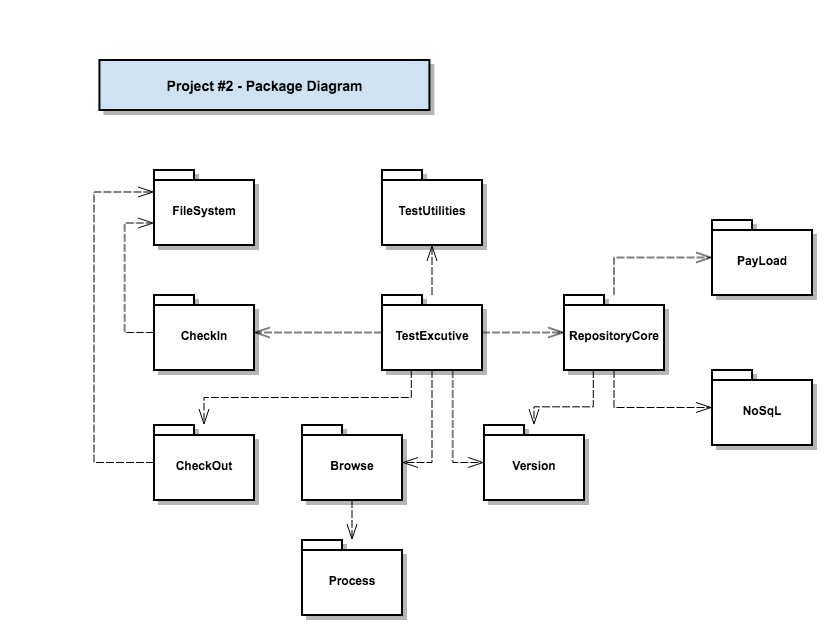 Project #2 - Package Diagram
FileSystem
TestUtilities
PayLoad
CheckIn
TestExcutive
RepositoryCore
NoSqL
CheckOut
Browse
Version
Process